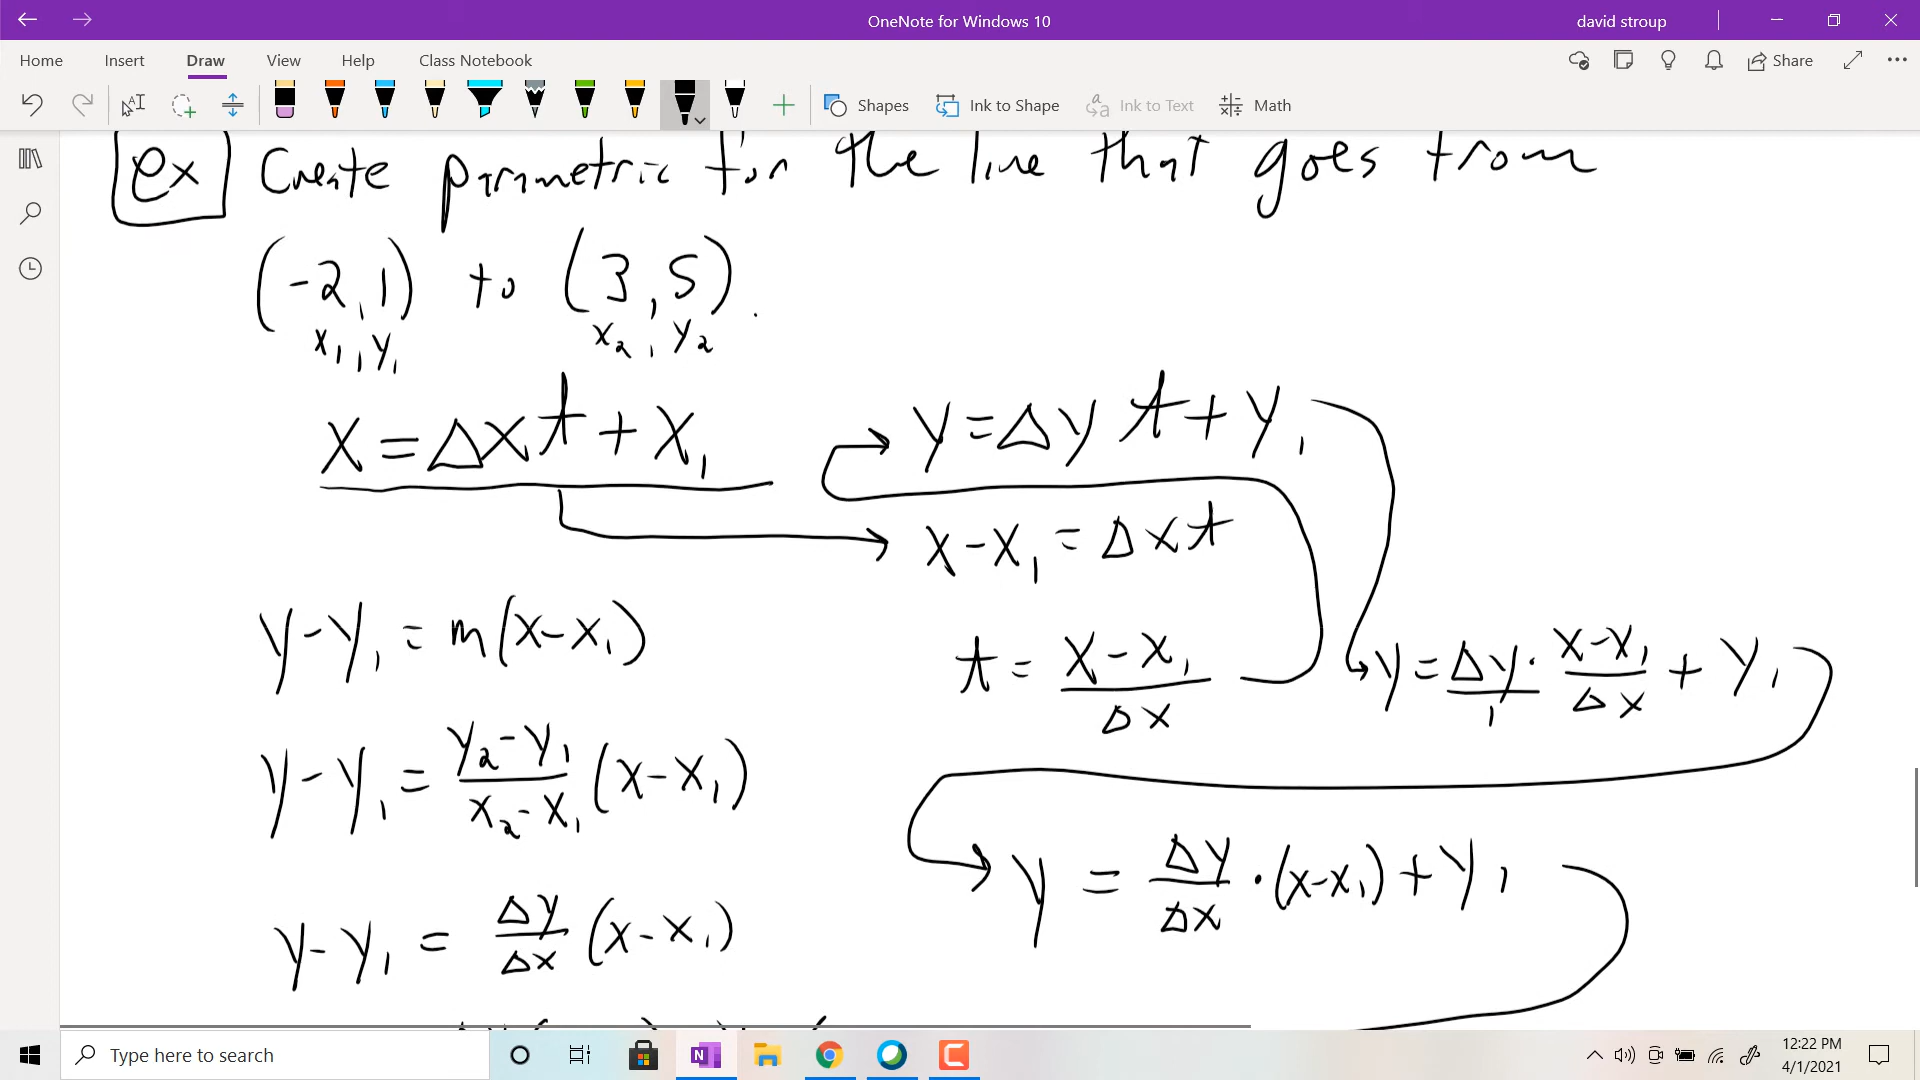 OneNote for Windows 10
david stroup
Home Insert Draw View Help Class Notebook
Share
Shapes Ink to Shape Ink to Text Math
ex Create parametric for the line that goes from
(-2, 1) to (3, 5).
x₁, y₁ x₂, y₂
x = Δxt + x₁
y = Δy t + y₁
x - x₁ = Δxt
t = (x - x₁)/Δx
y = Δy/1 · (x - x₁)/Δx + y₁
y = Δy/Δx · (x - x₁) + y₁
y - y₁ = m(x - x₁)
y - y₁ = (y₂ - y₁)/(x₂ - x₁) (x - x₁)
y - y₁ = Δy/Δx (x - x₁)
Type here to search
12:22 PM
4/1/2021